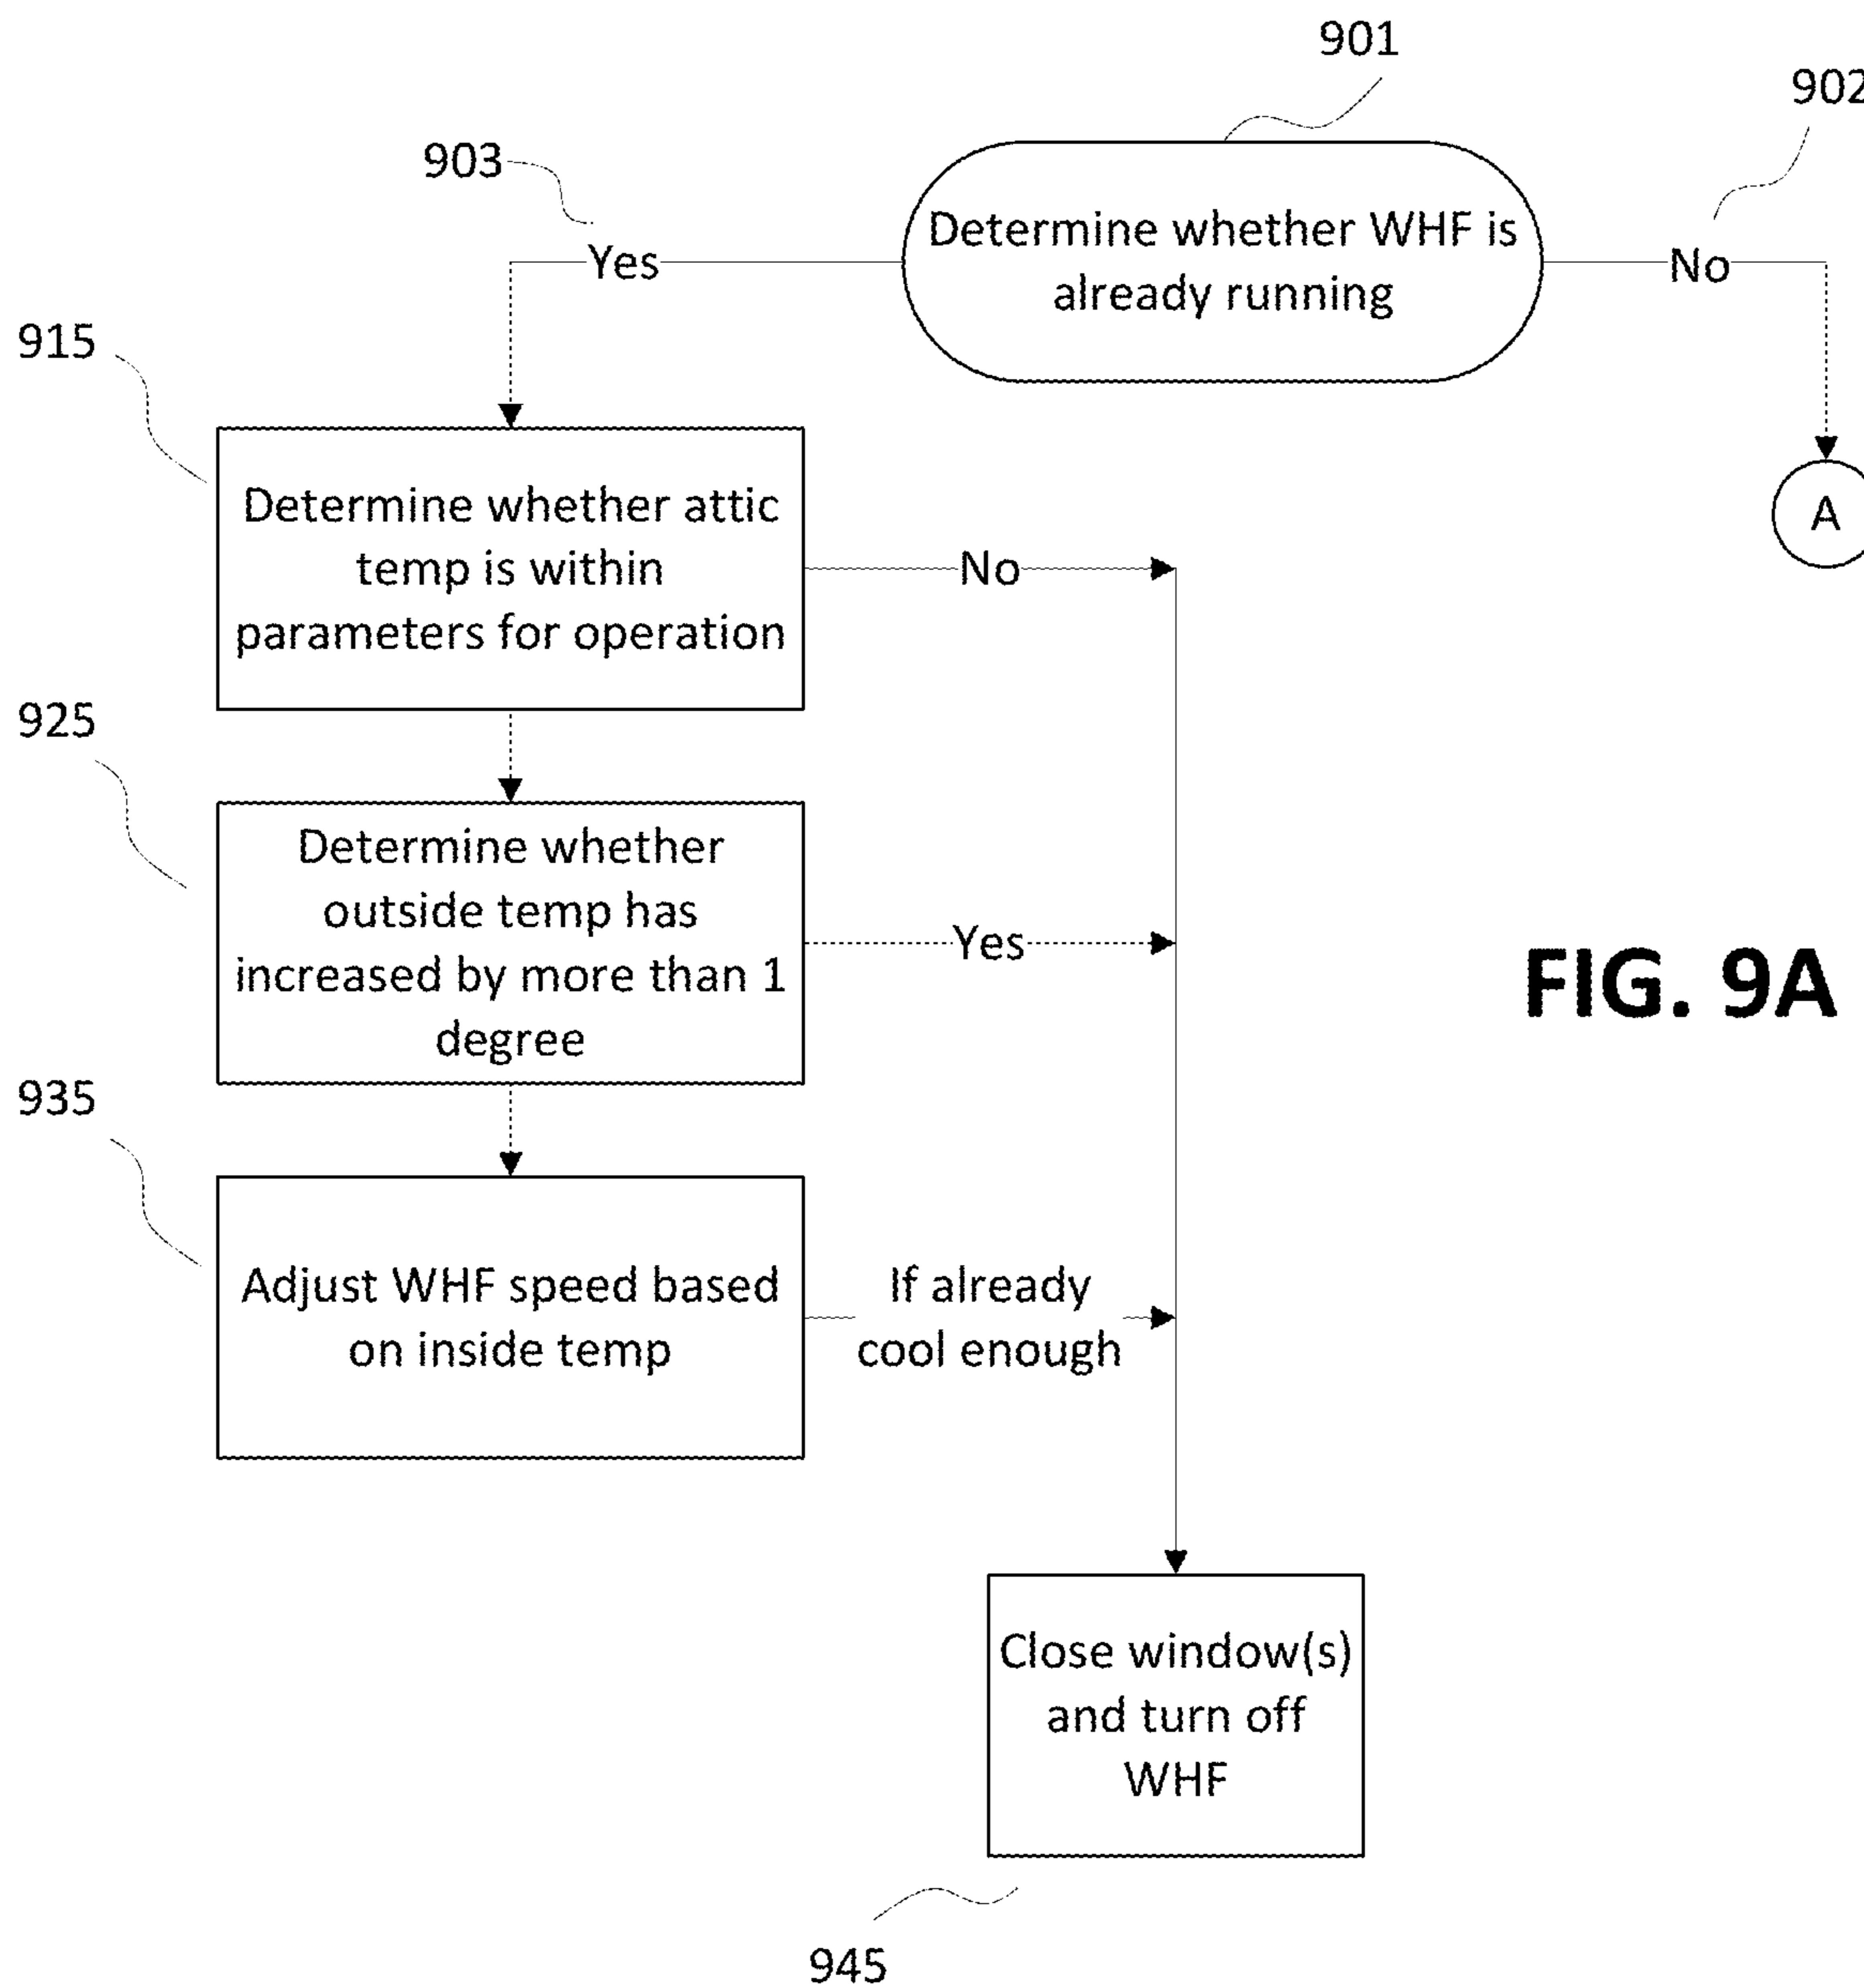 901
902
903
Determine whether WHF is
already running
Yes
No
915
A
Determine whether attic
temp is within
parameters for operation
No
925
Determine whether
outside temp has
increased by more than 1
degree
Yes
FIG. 9A
935
Adjust WHF speed based
on inside temp
If already
cool enough
Close window(s)
and turn off
WHF
945